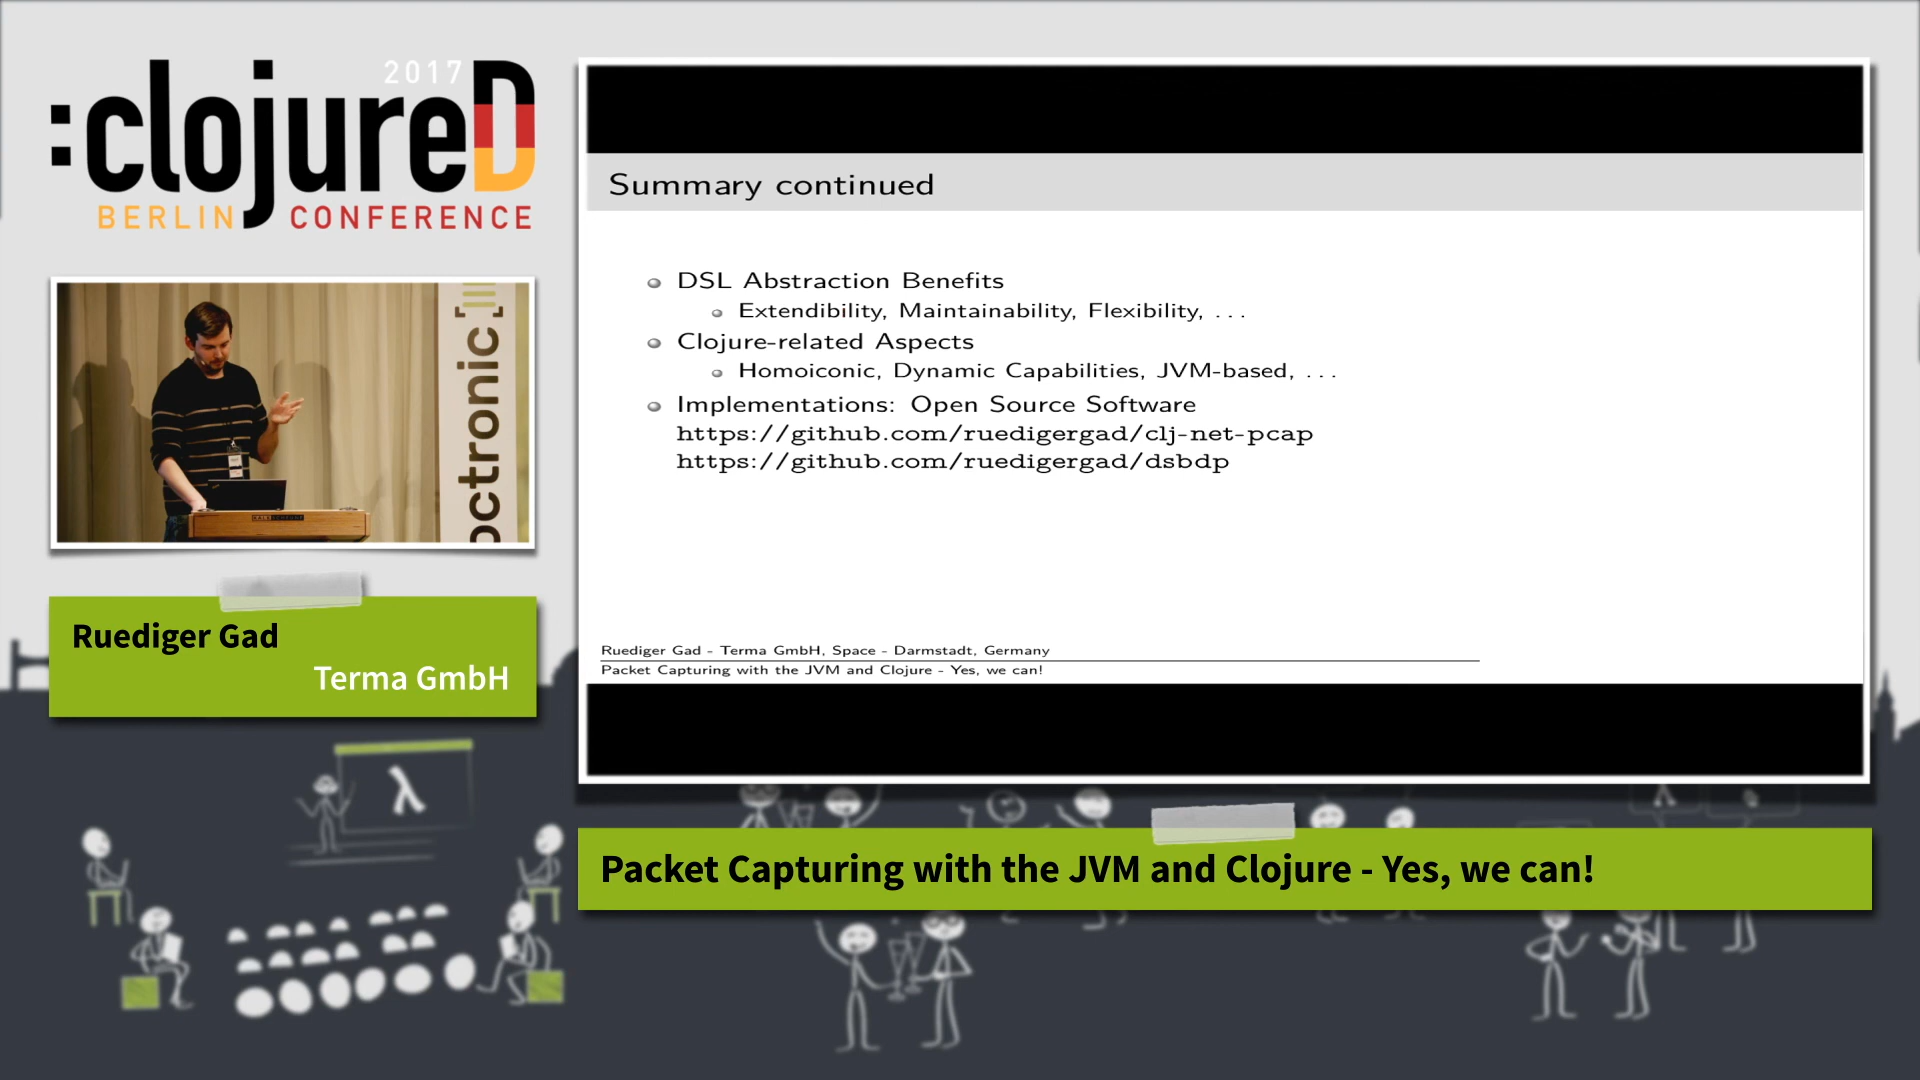 2017
:clojureD
BERLIN CONFERENCE
octronic]
Ruediger Gad
Terma GmbH
Summary continued
DSL Abstraction Benefits
Extendibility, Maintainability, Flexibility, . . .
Clojure-related Aspects
Homoiconic, Dynamic Capabilities, JVM-based, . . .
Implementations: Open Source Software
https://github.com/ruedigergad/clj-net-pcap
https://github.com/ruedigergad/dsbdp
Ruediger Gad - Terma GmbH, Space - Darmstadt, Germany
Packet Capturing with the JVM and Clojure - Yes, we can!
Packet Capturing with the JVM and Clojure - Yes, we can!
λ